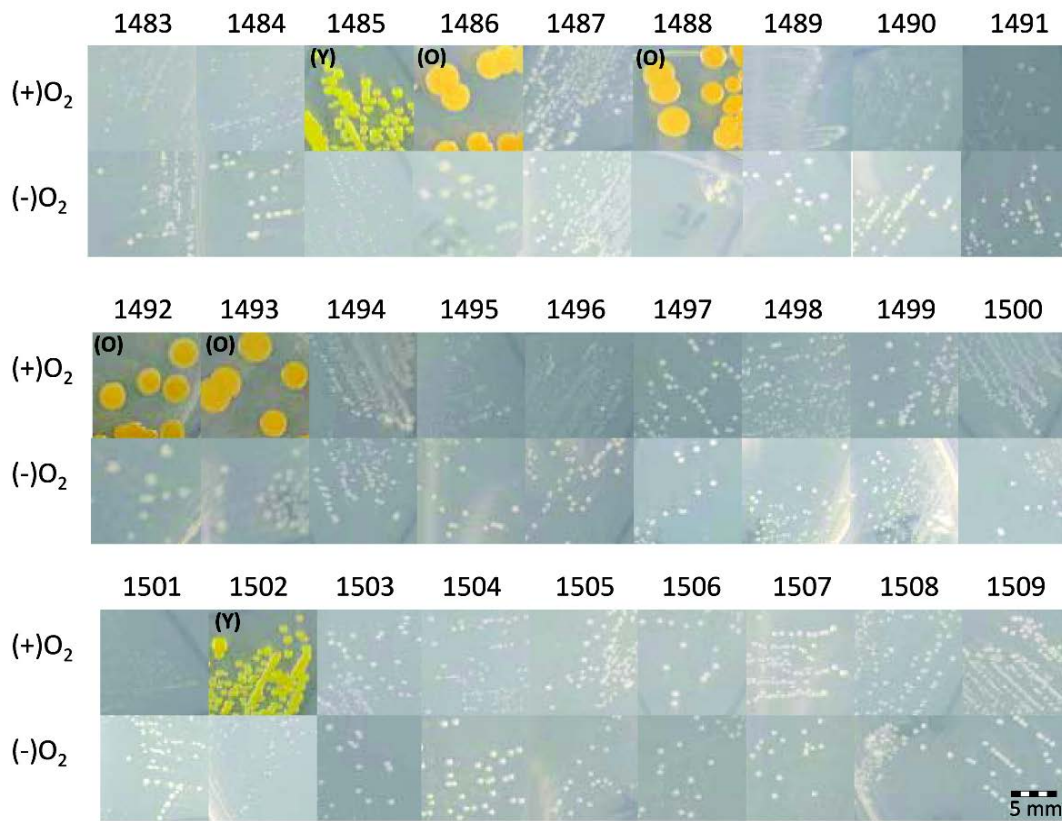 1483 1484 1485 1486 1487 1488 1489 1490 1491
(Y) (O) (O)
(+)O₂
(-)O₂
1492 1493 1494 1495 1496 1497 1498 1499 1500
(O) (O)
(+)O₂
(-)O₂
1501 1502 1503 1504 1505 1506 1507 1508 1509
(Y)
(+)O₂
(-)O₂
5 mm